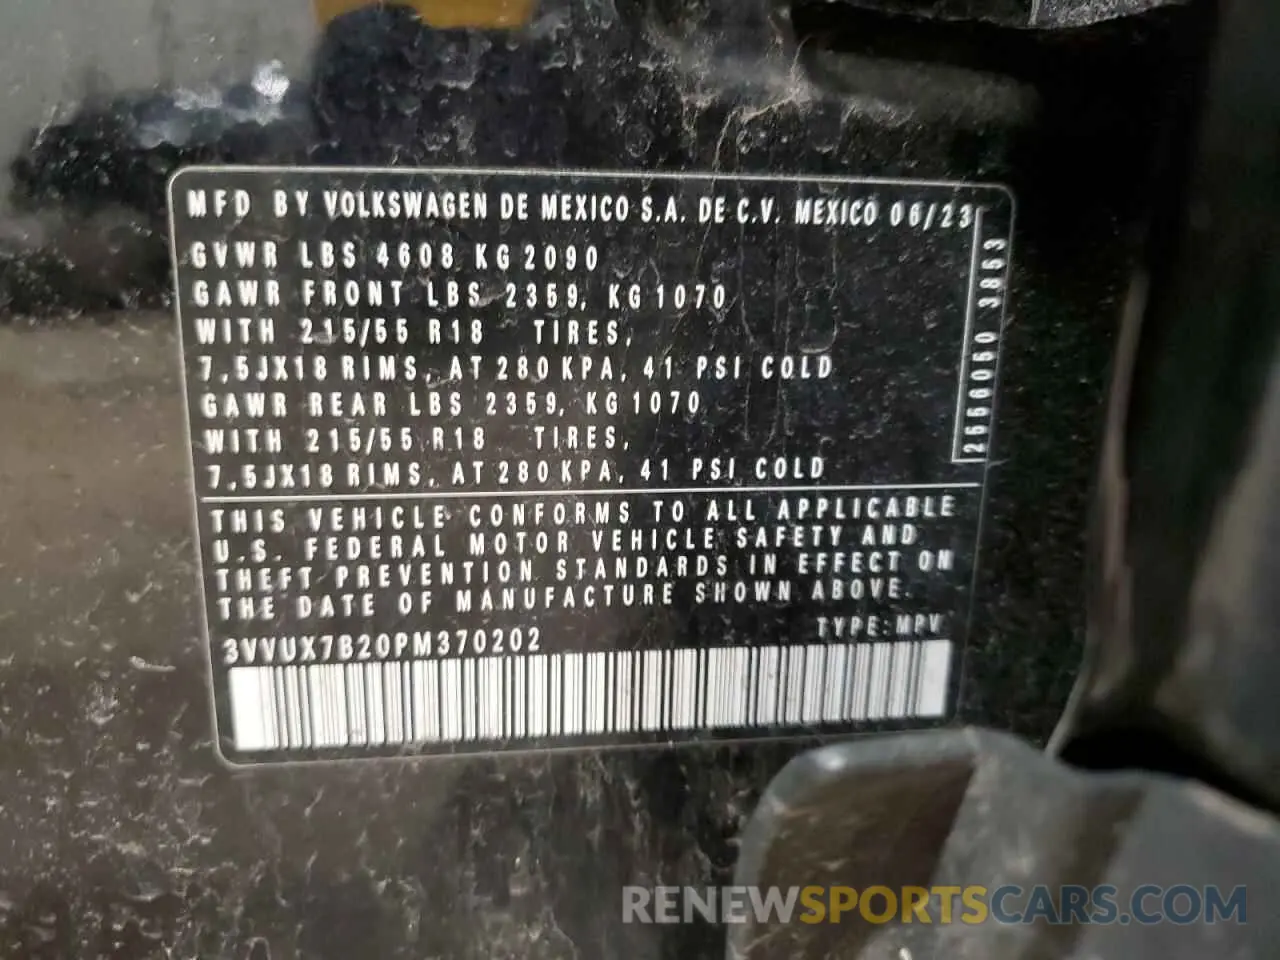 MFD BY VOLKSWAGEN DE MEXICO S.A. DE C.V. MEXICO 06/23
GVWR LBS 4608 KG 2090
GAWR FRONT LBS 2359, KG 1070
WITH 215/55 R18 TIRES,
7,5JX18 RIMS, AT 280 KPA, 41 PSI COLD
GAWR REAR LBS 2359, KG 1070
WITH 215/55 R18 TIRES,
7,5JX18 RIMS, AT 280 KPA, 41 PSI COLD
2556050 3853
THIS VEHICLE CONFORMS TO ALL APPLICABLE
U.S. FEDERAL MOTOR VEHICLE SAFETY AND
THEFT PREVENTION STANDARDS IN EFFECT ON
THE DATE OF MANUFACTURE SHOWN ABOVE.
3VVUX7B20PM370202 TYPE:MPV
RENEWSPORTSCARS.COM